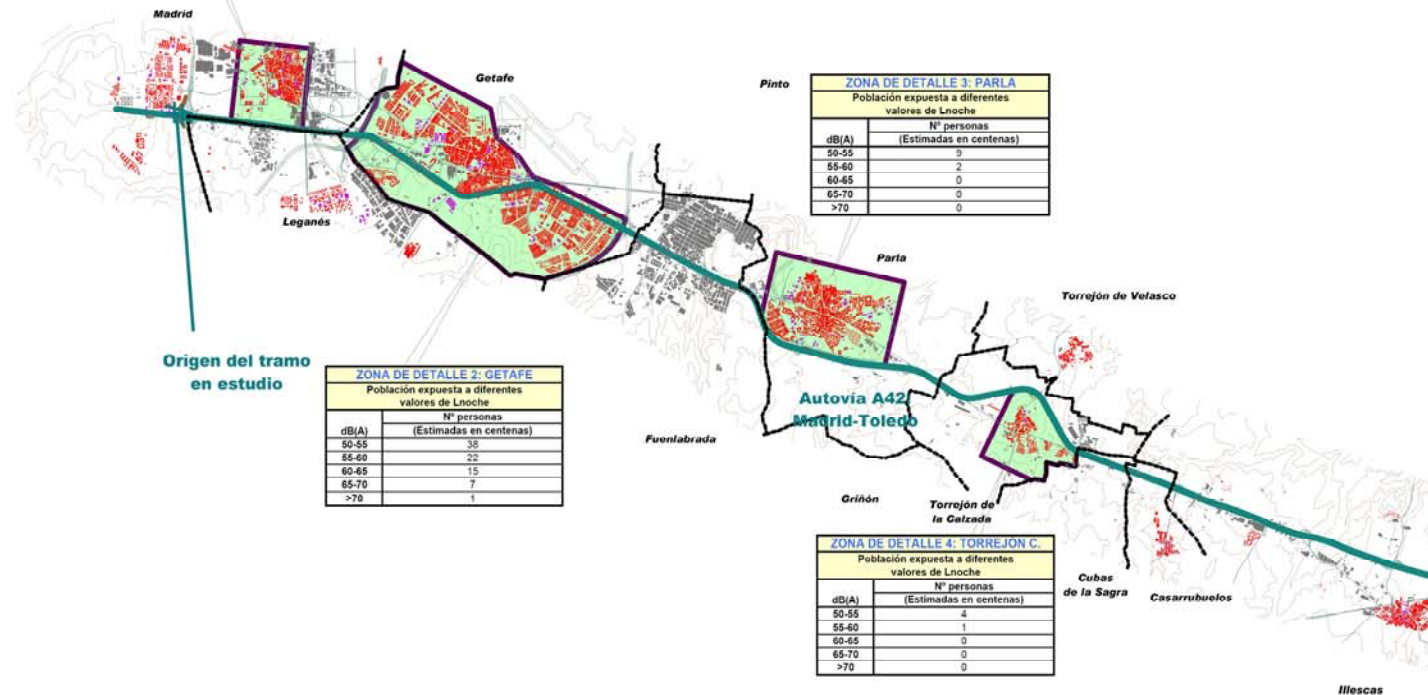 Madrid
Getafe
Pinto
ZONA DE DETALLE 3: PARLA
Población expuesta a diferentes
valores de Lnoche
Nº personas
dB(A) (Estimadas en centenas)
50-55 9
55-60 2
60-65 0
65-70 0
>70 0
Leganés
Parla
Torrejón de Velasco
Origen del tramo
en estudio
ZONA DE DETALLE 2: GETAFE
Población expuesta a diferentes
valores de Lnoche
Nº personas
dB(A) (Estimadas en centenas)
50-55 38
55-60 22
60-65 15
65-70 7
>70 1
Autovía A42
Madrid-Toledo
Fuenlabrada
Griñón
Torrejón de
la Calzada
ZONA DE DETALLE 4: TORREJÓN C.
Población expuesta a diferentes
valores de Lnoche
Nº personas
dB(A) (Estimadas en centenas)
50-55 4
55-60 1
60-65 0
65-70 0
>70 0
Cubas
de la Sagra
Casarrubuelos
Illescas